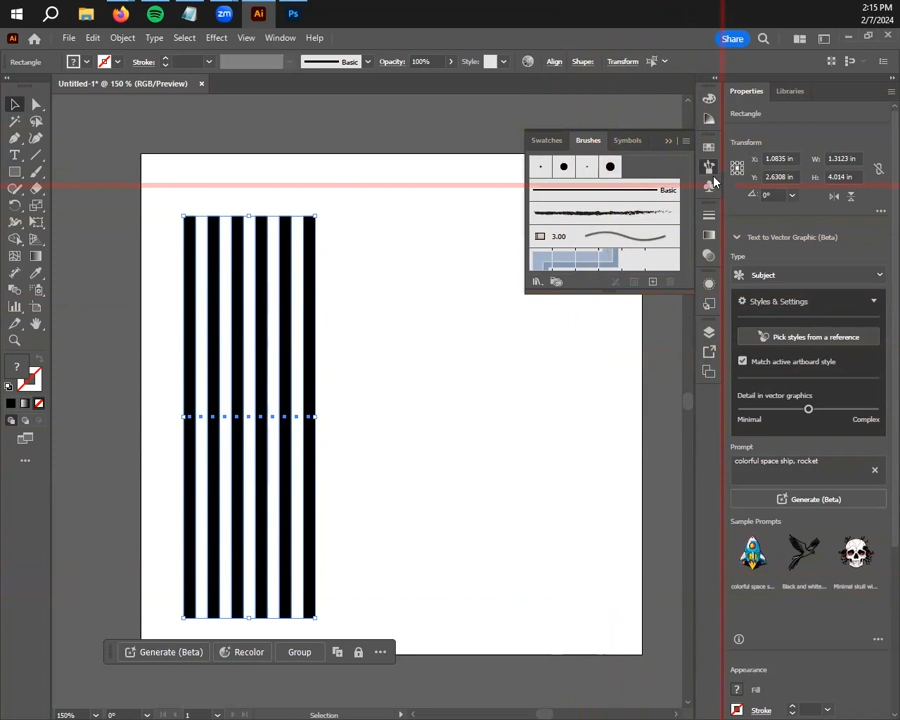 2:15 PM
2/7/2024
Ai
Ps
zm
Ai
File Edit Object Type Select Effect View Window Help
Share
Rectangle
?
Stroke:
Basic
Opacity: 100%
Style:
Align
Shape:
Transform
Untitled-1* @ 150 % (RGB/Preview)
×
Properties
Libraries
Rectangle
Swatches Brushes Symbols
Transform
X: 1.0835 in
W: 1.3123 in
Y: 2.6308 in
H: 4.014 in
0°
Basic
3.00
Text to Vector Graphic (Beta)
Type
Subject
Styles & Settings
Pick styles from a reference
Match active artboard style
Detail in vector graphics
Minimal
Complex
Prompt
colorful space ship, rocket
Generate (Beta)
Sample Prompts
colorful space s...
Black and white...
Minimal skull wi...
?
Generate (Beta)
Recolor
Group
Appearance
? Fill
Stroke
150%
0°
1
Selection